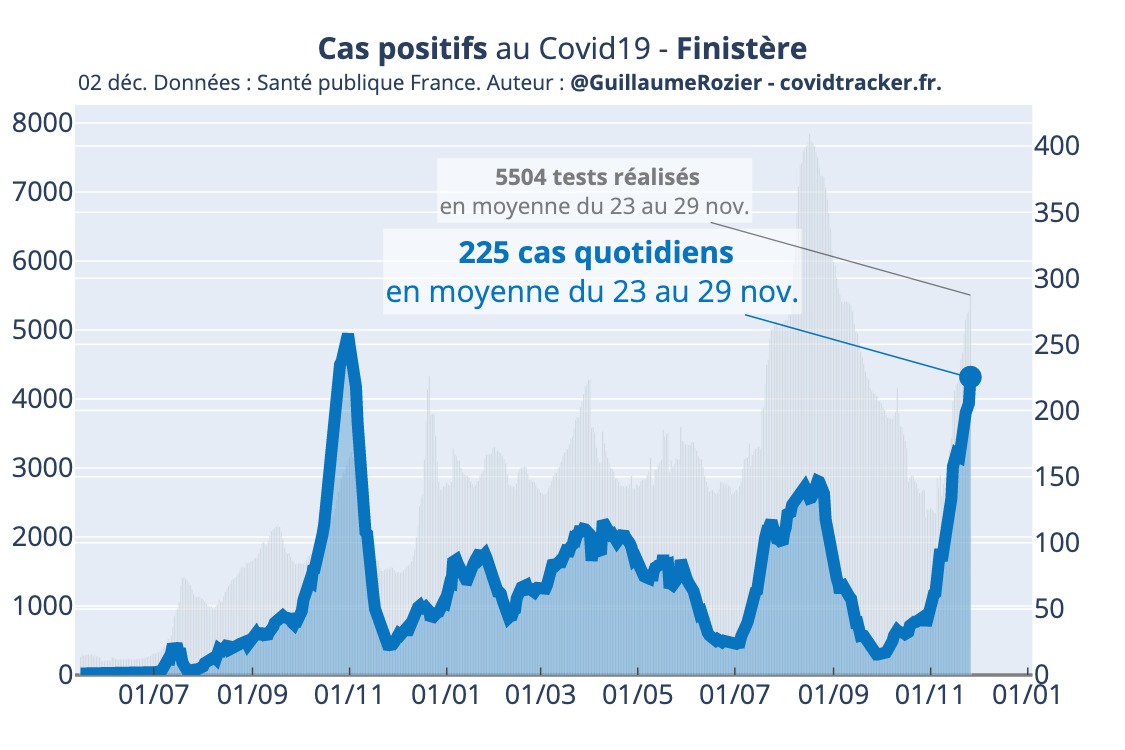 Cas positifs au Covid19 - Finistère
02 déc. Données : Santé publique France. Auteur : @GuillaumeRozier - covidtracker.fr.
8000
7000
6000
5000
4000
3000
2000
1000
0
400
350
300
250
200
150
100
50
0
5504 tests réalisés
en moyenne du 23 au 29 nov.
225 cas quotidiens
en moyenne du 23 au 29 nov.
01/07 01/09 01/11 01/01 01/03 01/05 01/07 01/09 01/11 01/01